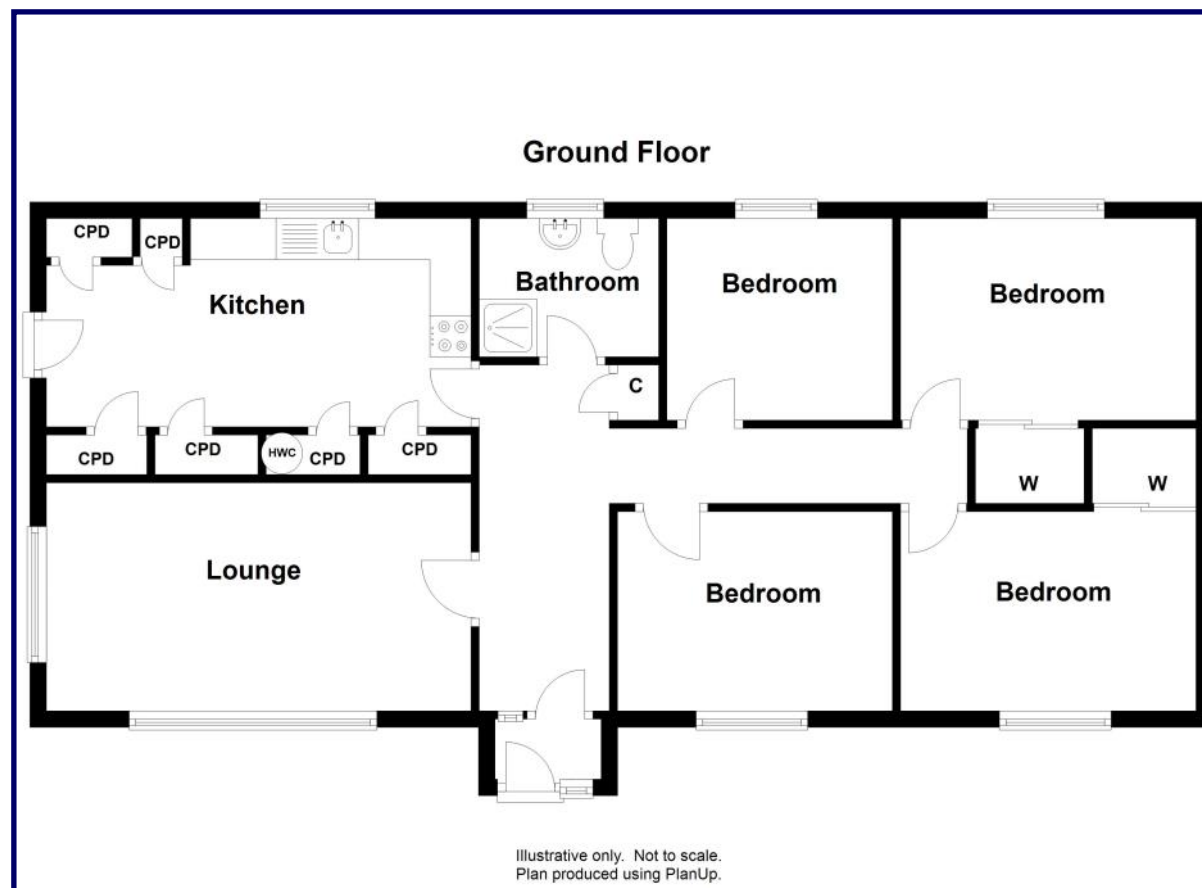 Ground Floor
CPD
CPD
Kitchen
Bathroom
Bedroom
Bedroom
C
CPD
CPD
HWC
CPD
CPD
W
W
Lounge
Bedroom
Bedroom
Illustrative only. Not to scale.
Plan produced using PlanUp.